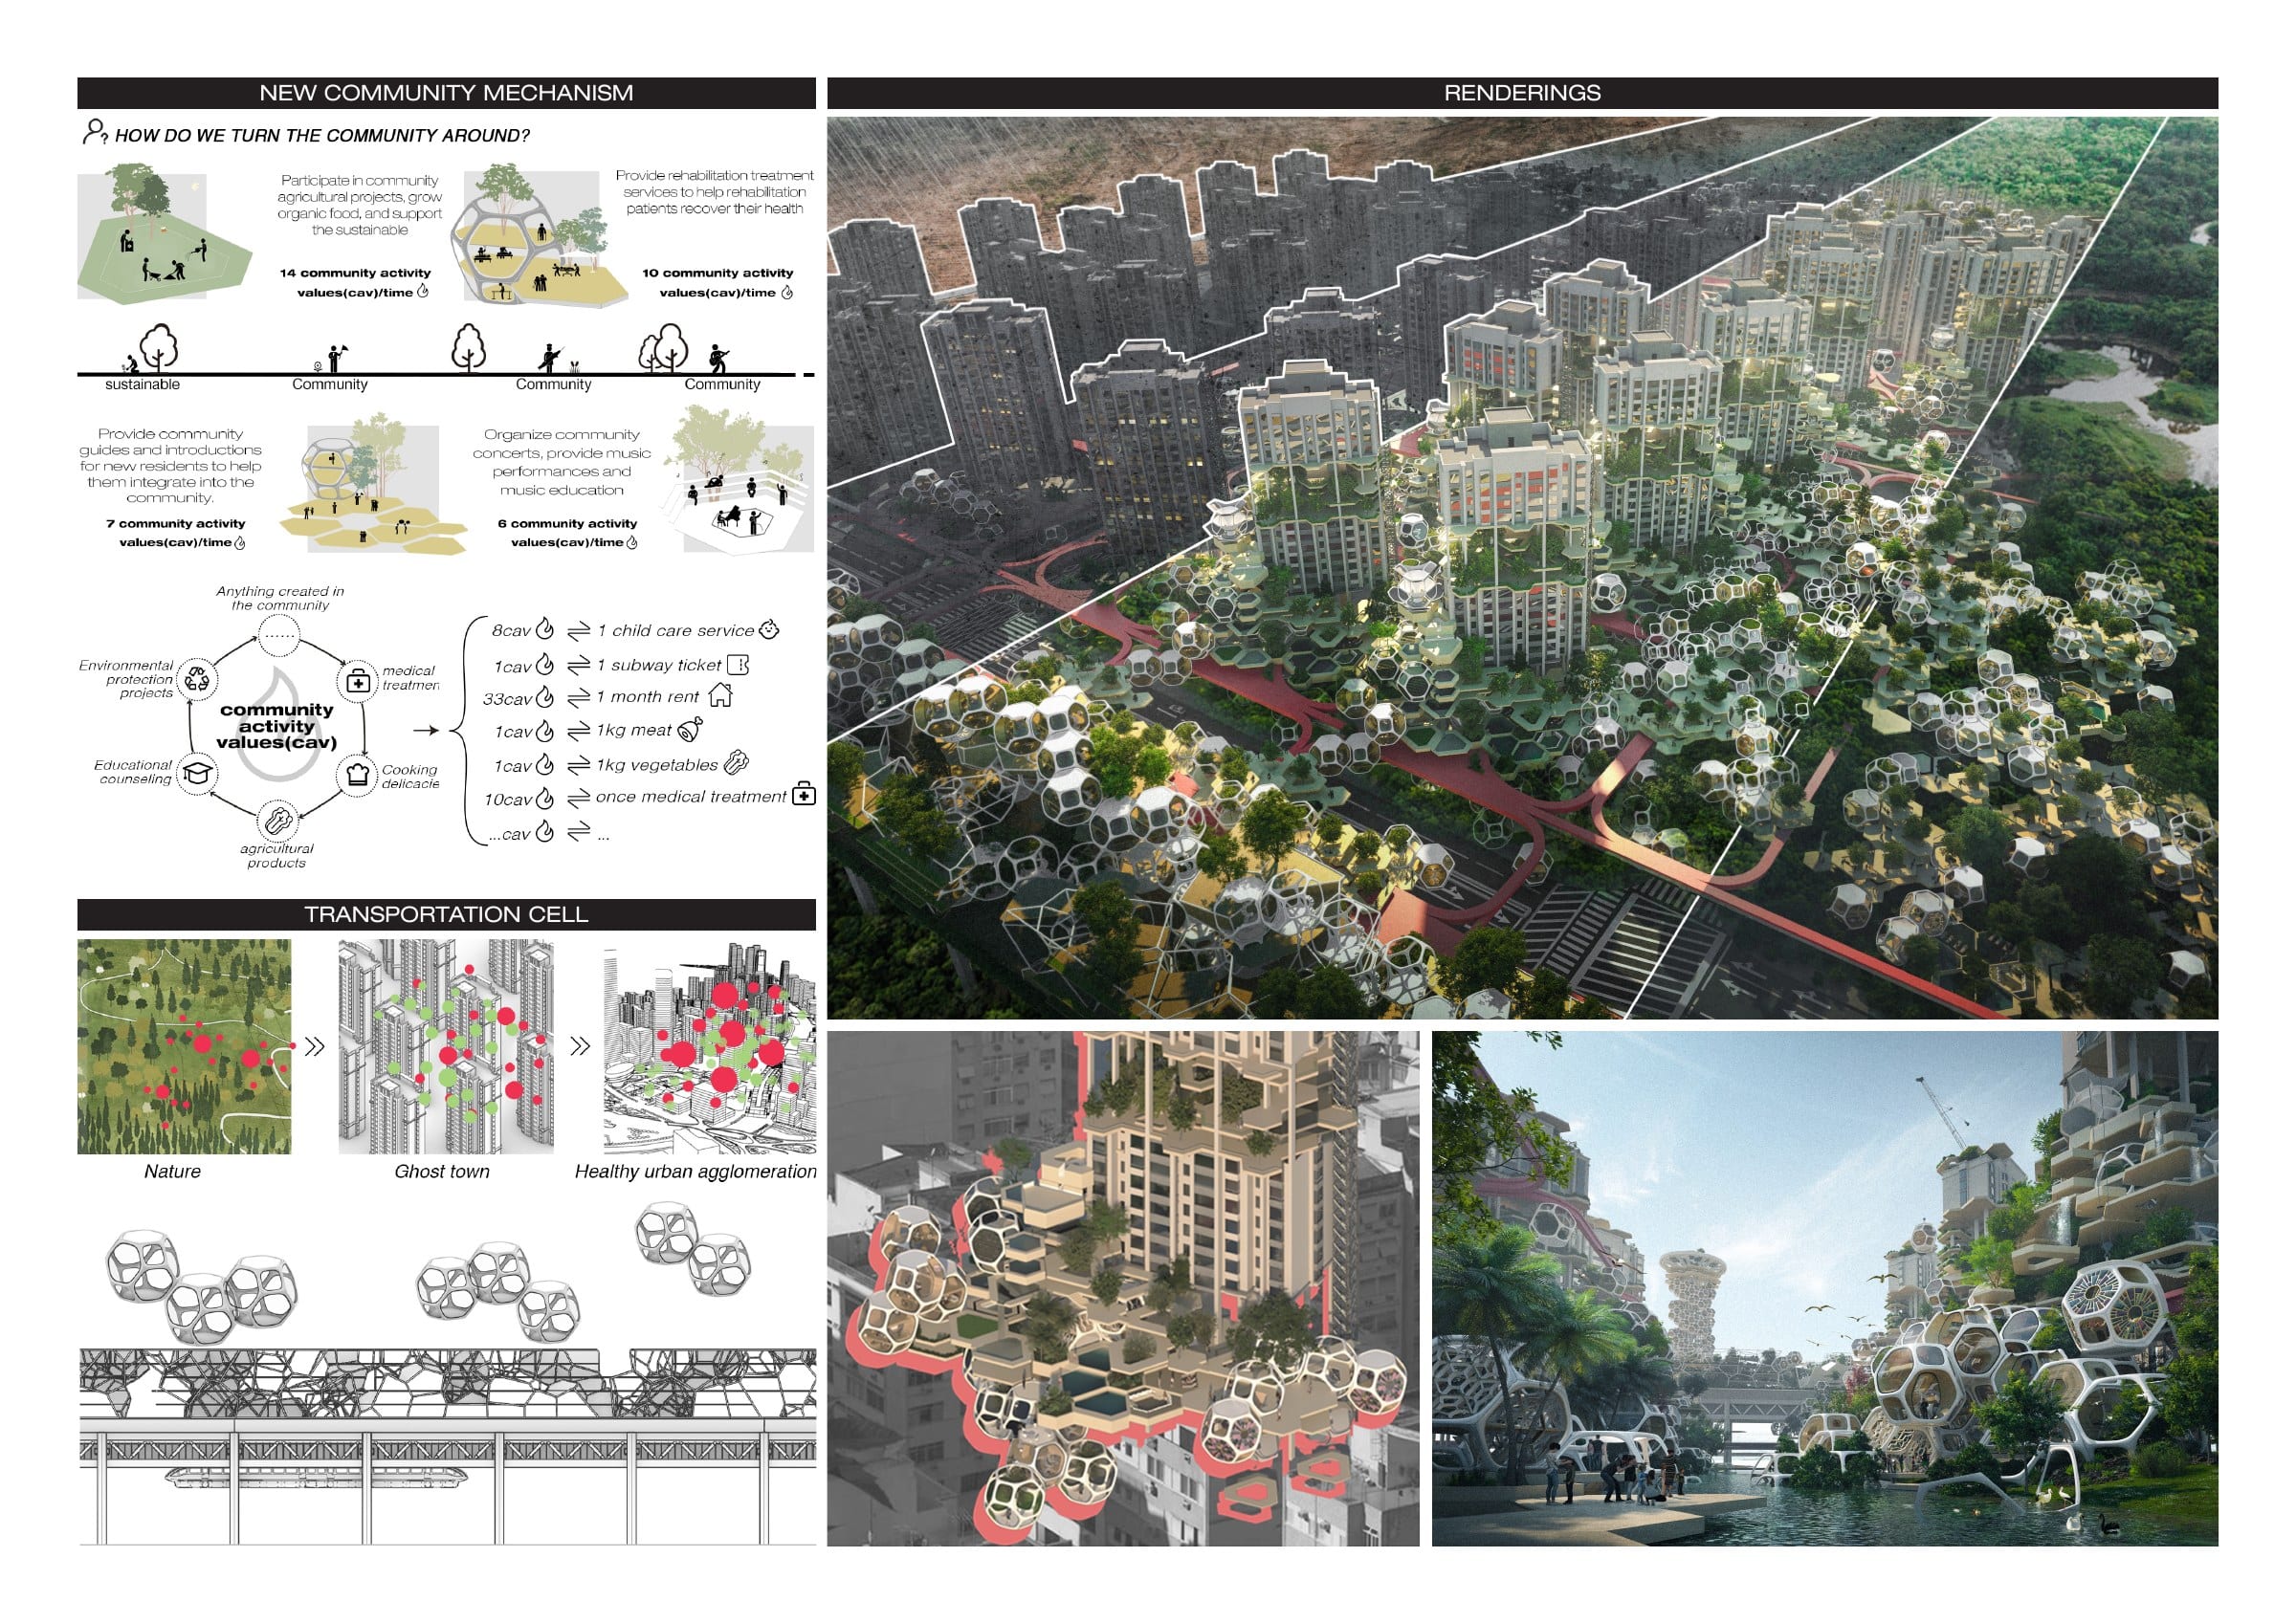 NEW COMMUNITY MECHANISM
HOW DO WE TURN THE COMMUNITY AROUND?
Participate in community
agricultural projects, grow
organic food, and support
the sustainable
14 community activity
values(cav)/time
Provide rehabilitation treatment
services to help rehabilitation
patients recover their health
10 community activity
values(cav)/time
sustainable
Community
Community
Community
Provide community
guides and introductions
for new residents to help
them integrate into the
community.
7 community activity
values(cav)/time
Organize community
concerts, provide music
performances and
music education
6 community activity
values(cav)/time
Anything created in
the community
......
Environmental
protection
projects
medical
treatmen
community
activity
values(cav)
Educational
counseling
Cooking
delicacie
agricultural
products
8cav ⇌ 1 child care service
1cav ⇌ 1 subway ticket
33cav ⇌ 1 month rent
1cav ⇌ 1kg meat
1cav ⇌ 1kg vegetables
10cav ⇌ once medical treatment
...cav ⇌ ...
TRANSPORTATION CELL
Nature
Ghost town
Healthy urban agglomeration
RENDERINGS